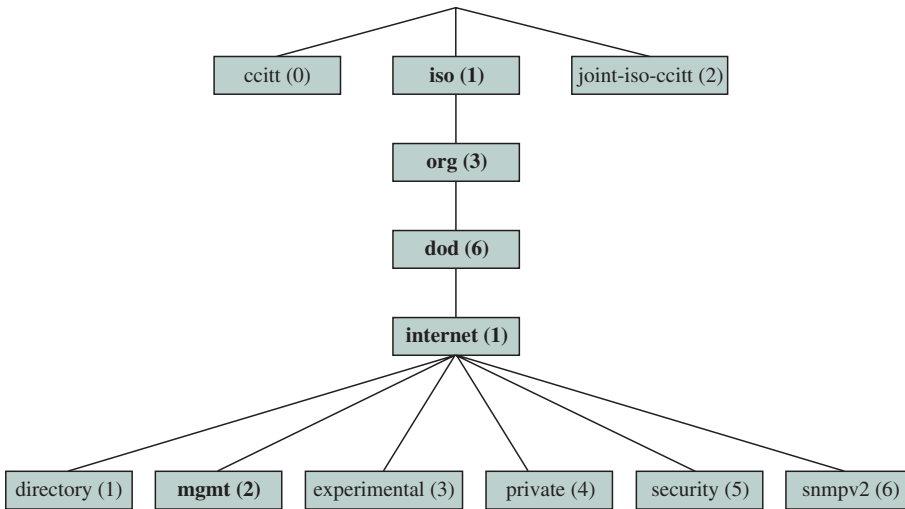 ccitt (0)
iso (1)
joint-iso-ccitt (2)
org (3)
dod (6)
internet (1)
directory (1)
mgmt (2)
experimental (3)
private (4)
security (5)
snmpv2 (6)